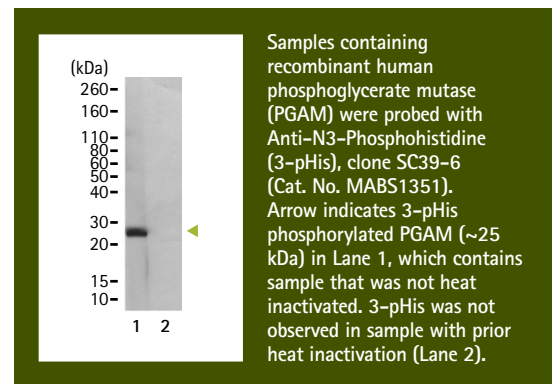 (kDa)
260-
160-
110-
80-
60-
50-
40-
30-
20-
15-
10-
1 2
Samples containing
recombinant human
phosphoglycerate mutase
(PGAM) were probed with
Anti-N3-Phosphohistidine
(3-pHis), clone SC39-6
(Cat. No. MABS1351).
Arrow indicates 3-pHis
phosphorylated PGAM (~25
kDa) in Lane 1, which contains
sample that was not heat
inactivated. 3-pHis was not
observed in sample with prior
heat inactivation (Lane 2).